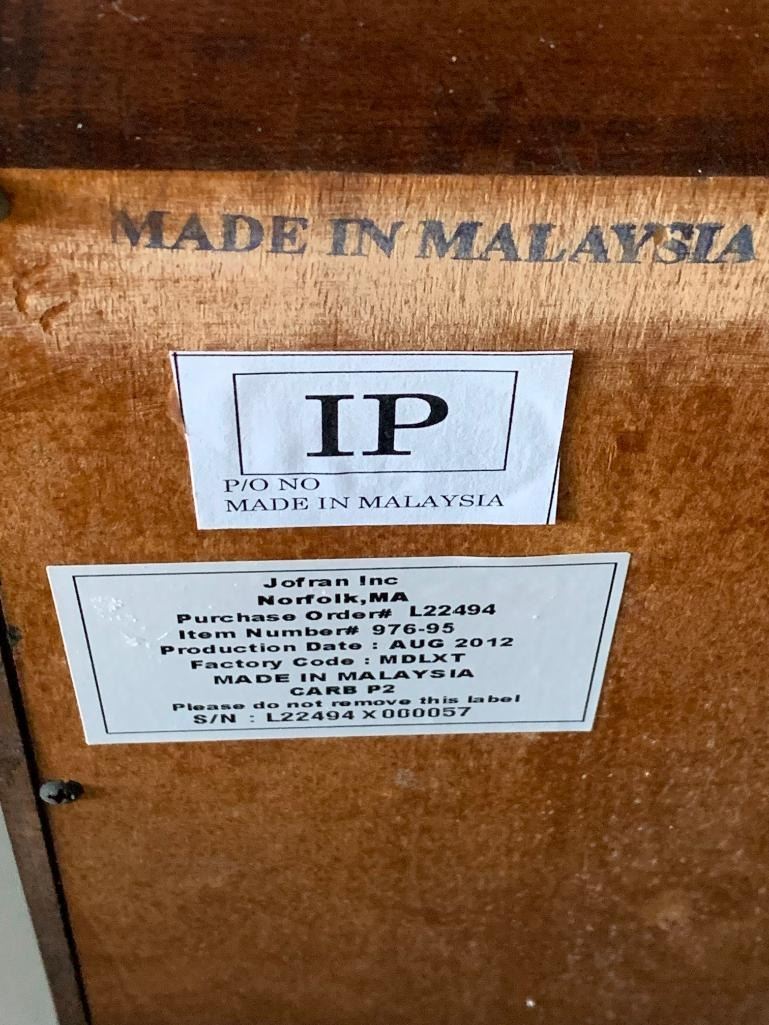 MADE IN MALAYSIA
IP
P/O NO
MADE IN MALAYSIA
Jofran Inc
Norfolk,MA
Purchase Order# L22494
Item Number# 976-95
Production Date : AUG 2012
Factory Code : MDLXT
MADE IN MALAYSIA
CARB P2
Please do not remove this label
S/N : L22494 X 000057